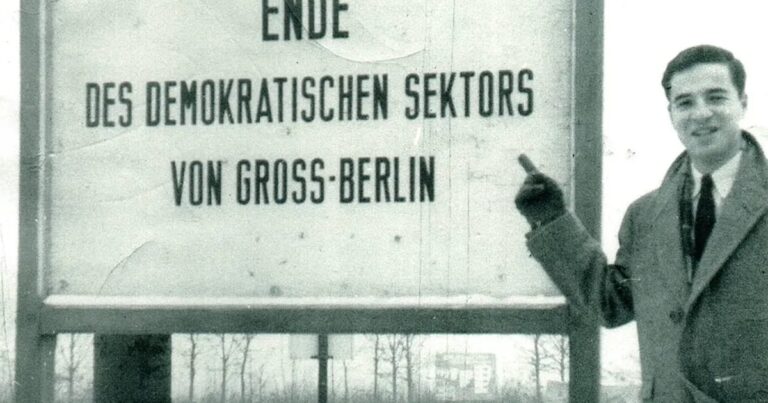 ENDE
DES DEMOKRATISCHEN SEKTORS
VON GROSS-BERLIN